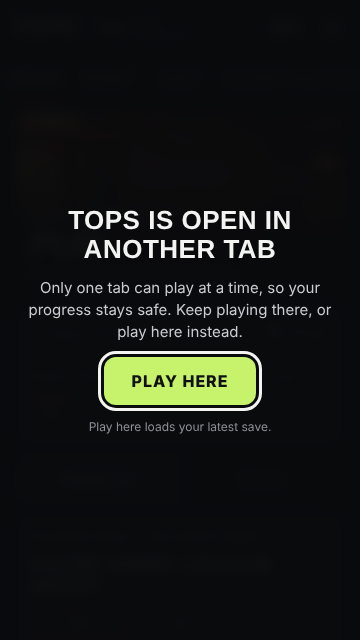 TOPS IS OPEN IN
ANOTHER TAB
Only one tab can play at a time, so your
progress stays safe. Keep playing there, or
play here instead.
PLAY HERE
Play here loads your latest save.